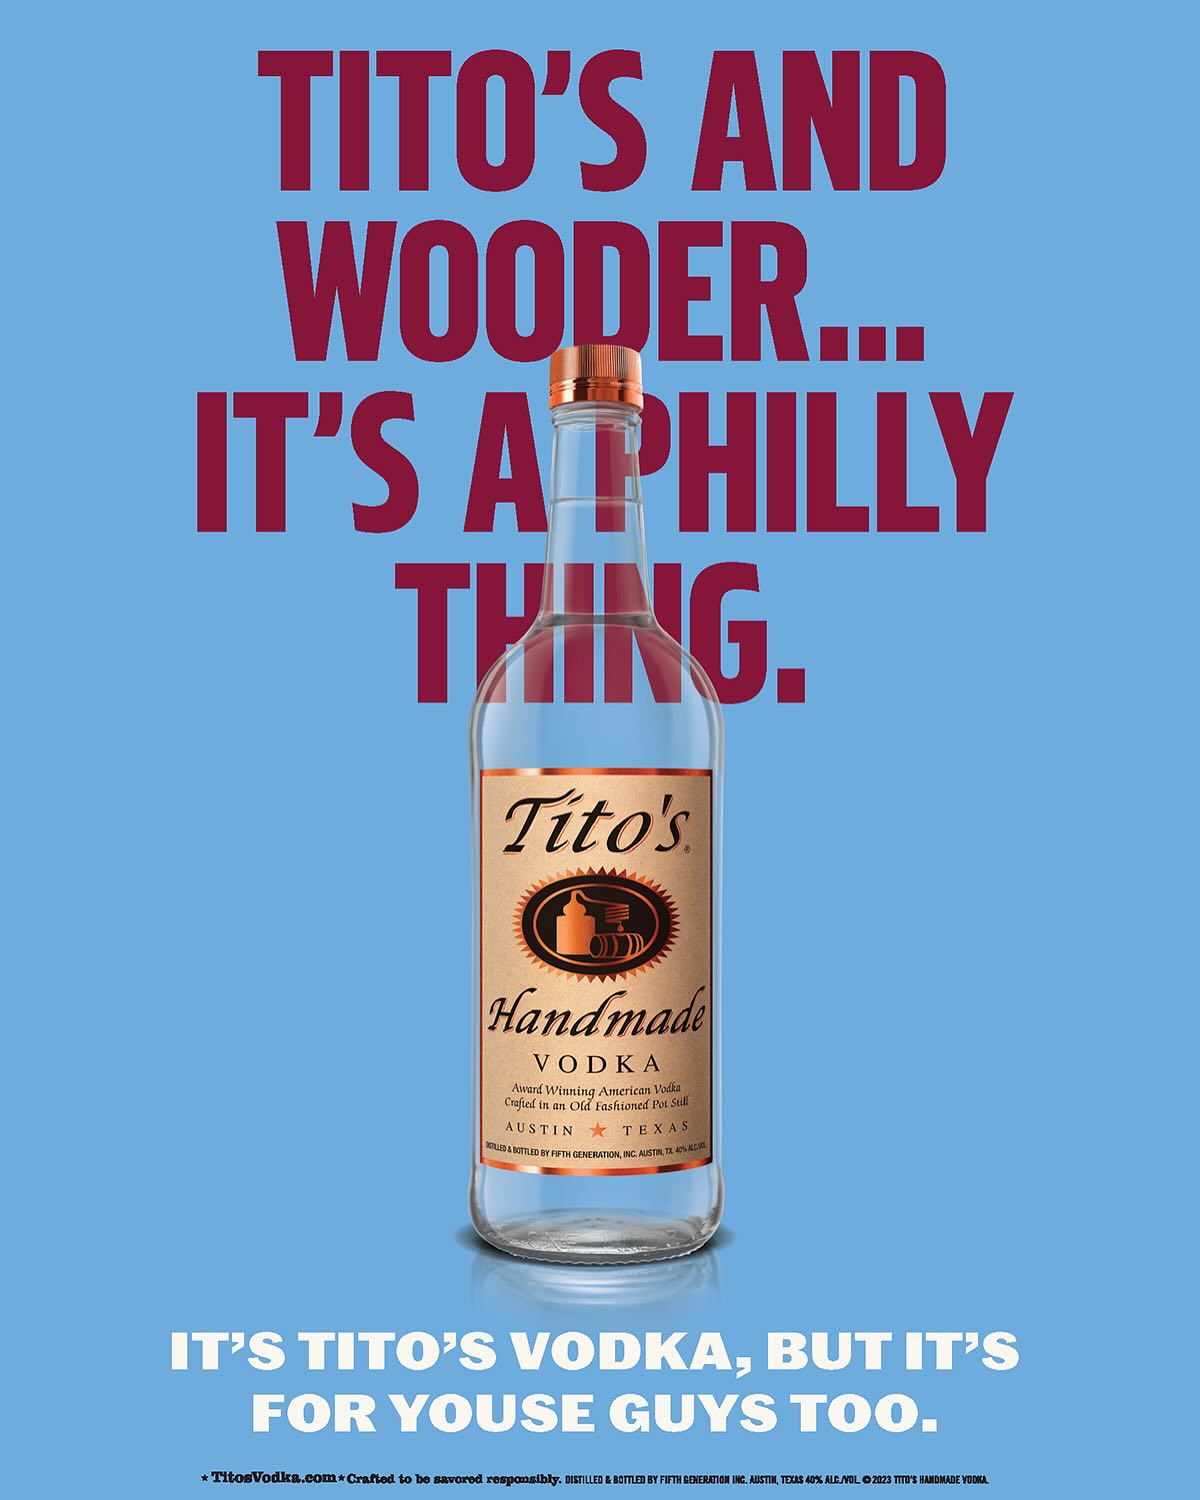 TITO'S AND
WOODER...
IT'S A PHILLY
THING.
Tito's®
Handmade
VODKA
Award Winning American Vodka
Crafted in an Old Fashioned Pot Still
AUSTIN ★ TEXAS
DISTILLED & BOTTLED BY FIFTH GENERATION, INC. AUSTIN, TX. 40% ALC./VOL.
IT'S TITO'S VODKA, BUT IT'S
FOR YOUSE GUYS TOO.
★ TitosVodka.com ★ Crafted to be savored responsibly. DISTILLED & BOTTLED BY FIFTH GENERATION INC. AUSTIN, TEXAS 40% ALC./VOL. ©2023 TITO'S HANDMADE VODKA.